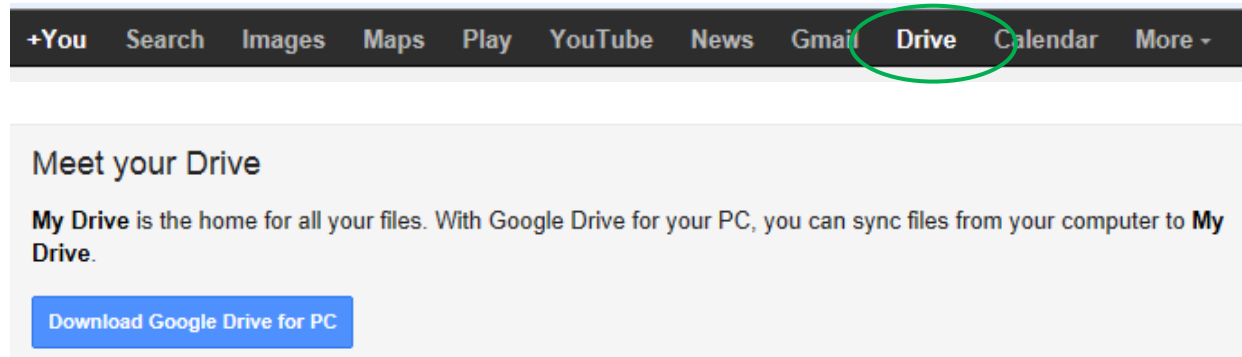 +You Search Images Maps Play YouTube News Gmail Drive Calendar More
Meet your Drive
My Drive is the home for all your files. With Google Drive for your PC, you can sync files from your computer to My
Drive.
Download Google Drive for PC